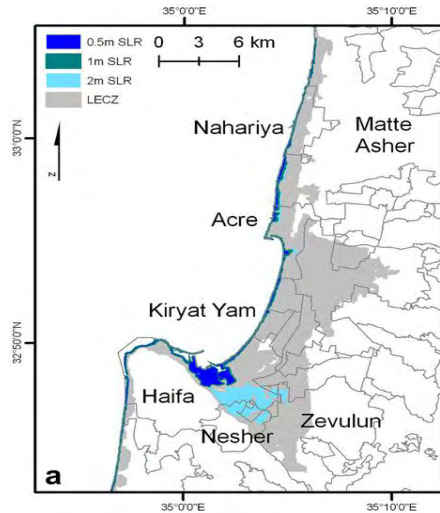 35°0'0"E 35°10'0"E
0.5m SLR
1m SLR
2m SLR
LECZ
0 3 6 km
z
33°0'0"N
32°50'0"N
Nahariya
Matte
Asher
Acre
Kiryat Yam
Haifa
Nesher
Zevulun
a
35°0'0"E 35°10'0"E